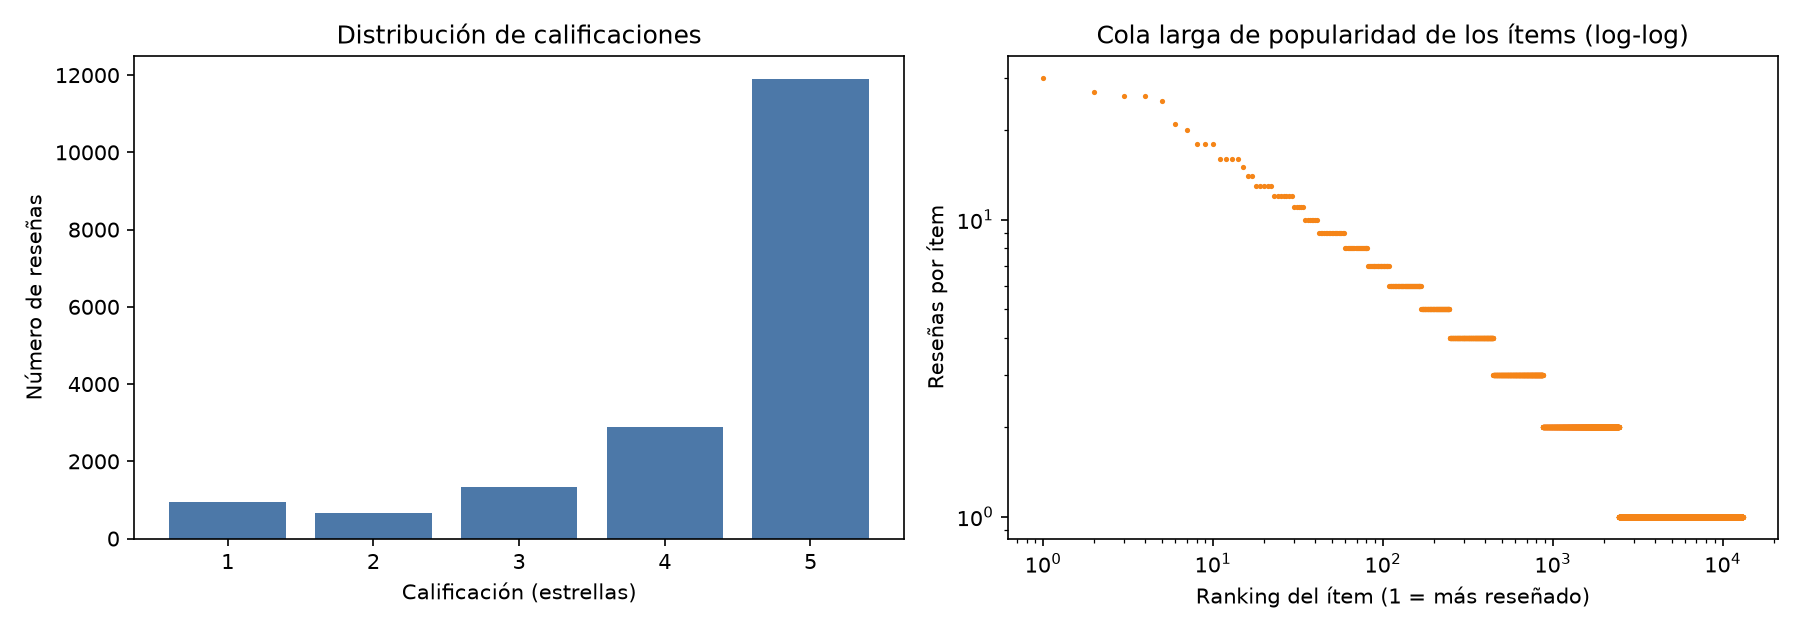 Distribución de calificaciones
12000
10000
8000
6000
4000
2000
0
Número de reseñas
1 2 3 4 5
Calificación (estrellas)
Cola larga de popularidad de los ítems (log-log)
10¹
10⁰
Reseñas por ítem
10⁰ 10¹ 10² 10³ 10⁴
Ranking del ítem (1 = más reseñado)